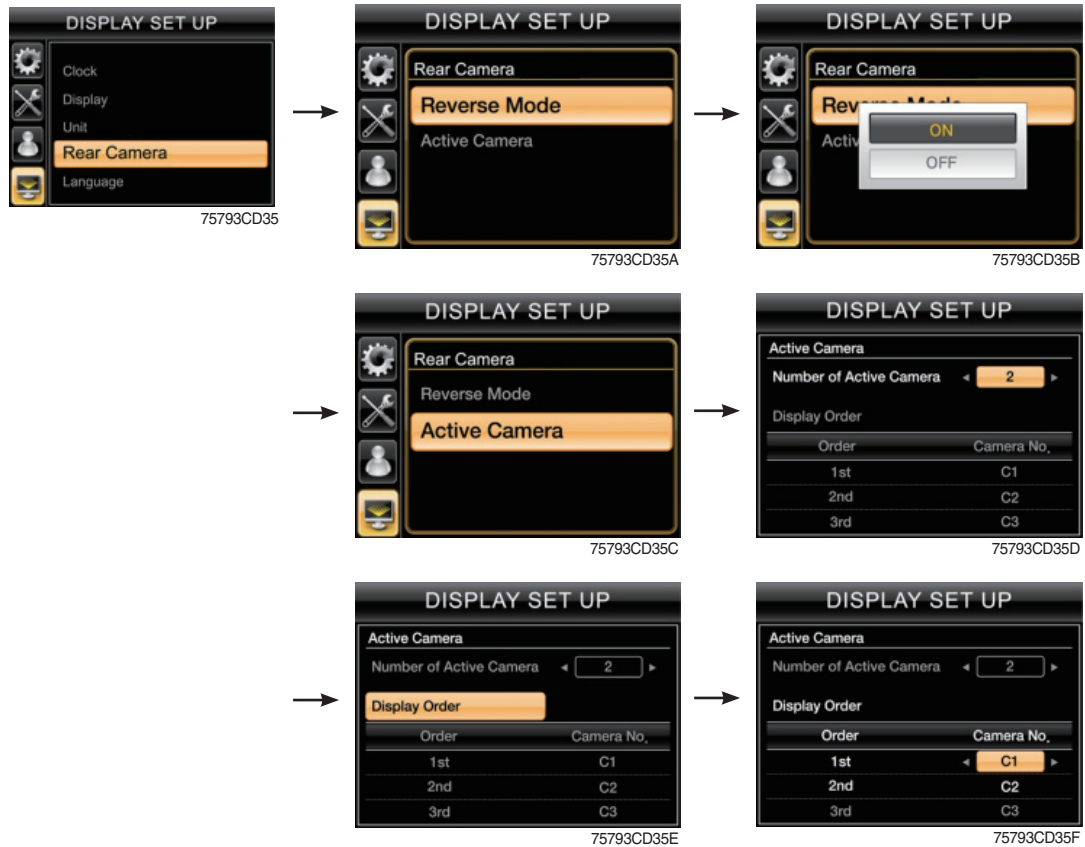 DISPLAY SET UP
Clock
Display
Unit
Rear Camera
Language
75793CD35
DISPLAY SET UP
Rear Camera
Reverse Mode
Active Camera
75793CD35A
DISPLAY SET UP
Rear Camera
ON
OFF
75793CD35B
DISPLAY SET UP
Rear Camera
Reverse Mode
Active Camera
75793CD35C
DISPLAY SET UP
Active Camera
Number of Active Camera ◂ 2 ▸
Display Order
Order Camera No.
1st C1
2nd C2
3rd C3
75793CD35D
DISPLAY SET UP
Active Camera
Number of Active Camera ◂ 2 ▸
Display Order
Order Camera No.
1st C1
2nd C2
3rd C3
75793CD35E
DISPLAY SET UP
Active Camera
Number of Active Camera ◂ 2 ▸
Display Order
Order Camera No.
1st ◂ C1 ▸
2nd C2
3rd C3
75793CD35F